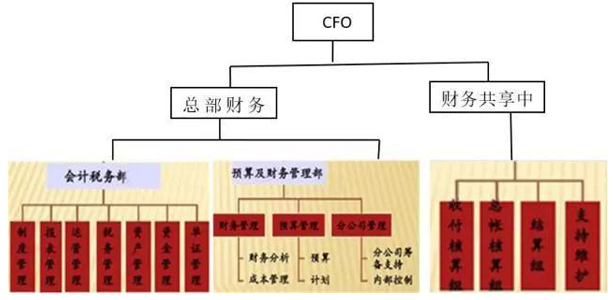 CFO
总部财务
财务共享中
会计税务部
预算及财务管理部
制度管理
报表管理
运营管理
税务管理
资产管理
资金管理
单证管理
财务管理
预算管理
分公司管理
财务分析
成本管理
预算
计划
分公司筹
备支持
内部控制
收付核算组
总帐核算组
结算组
支持维护